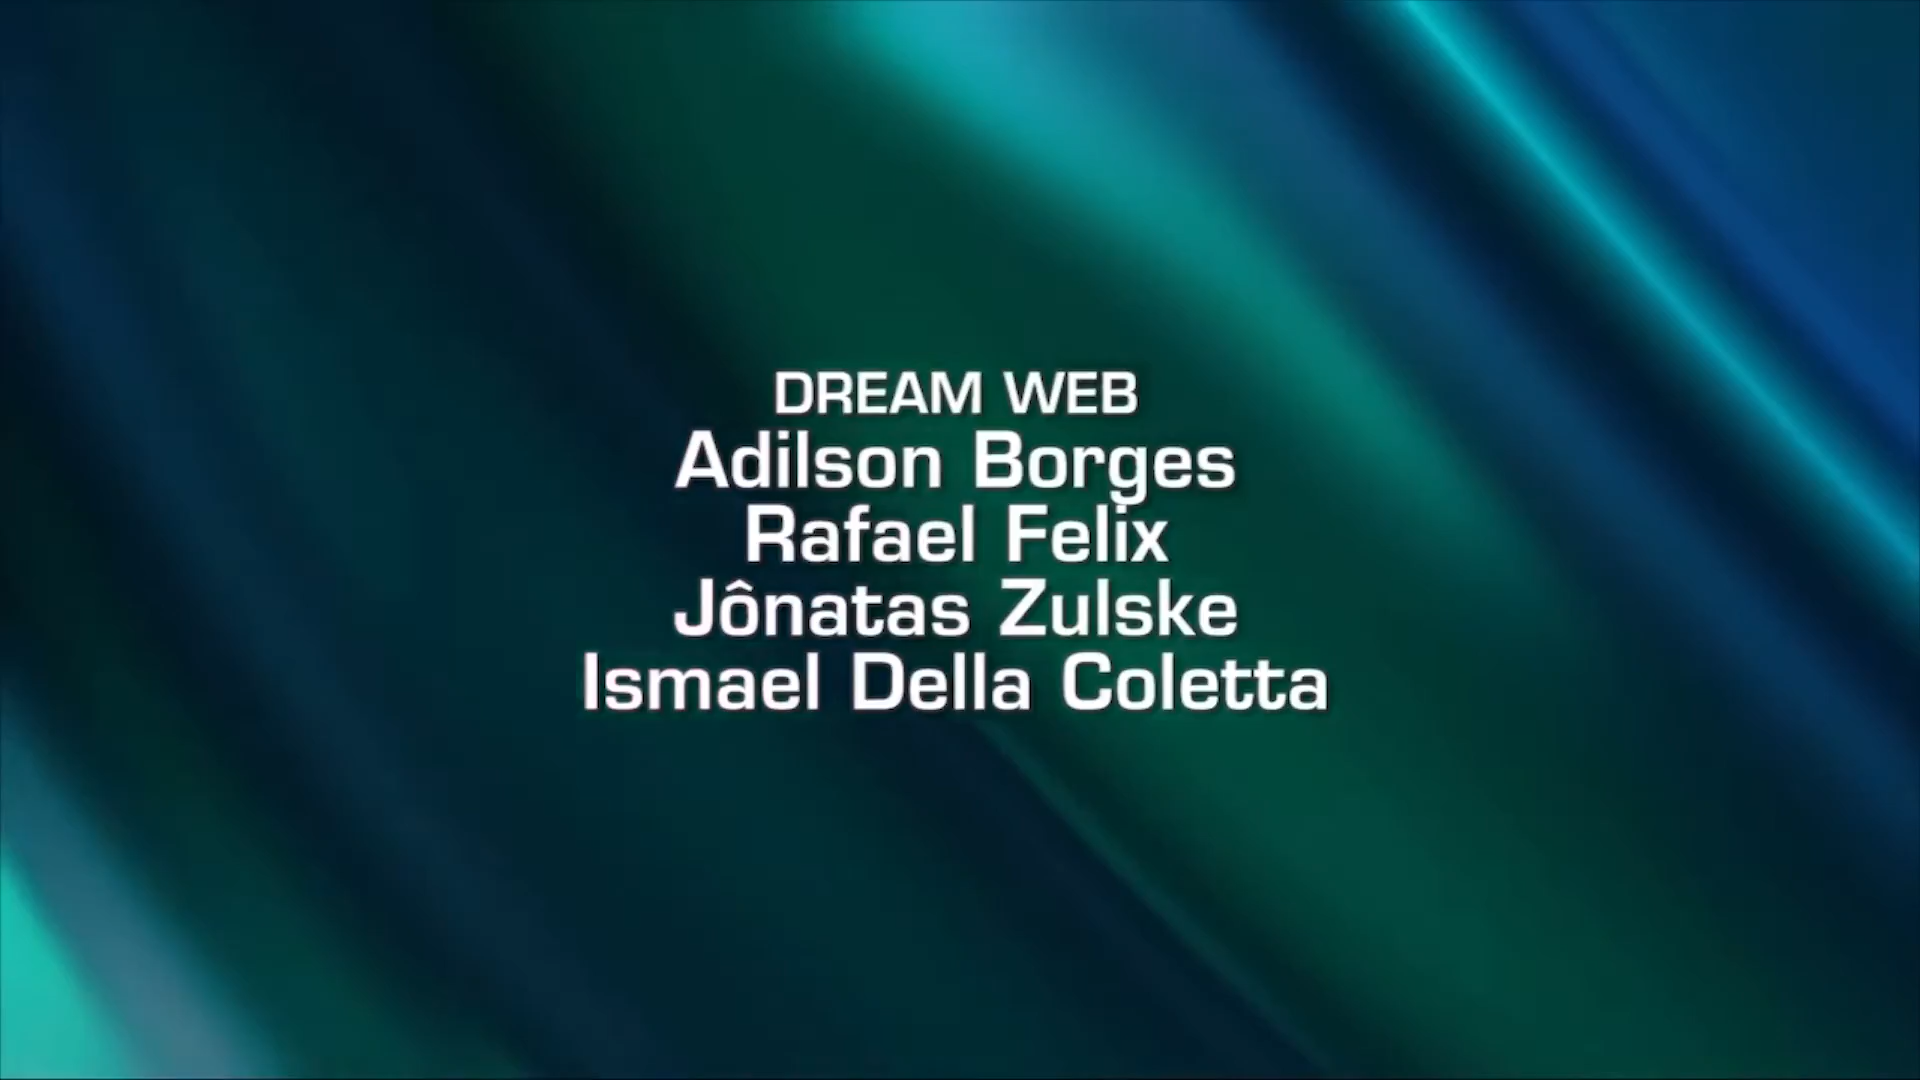 DREAM WEB
Adilson Borges
Rafael Felix
Jônatas Zulske
Ismael Della Coletta